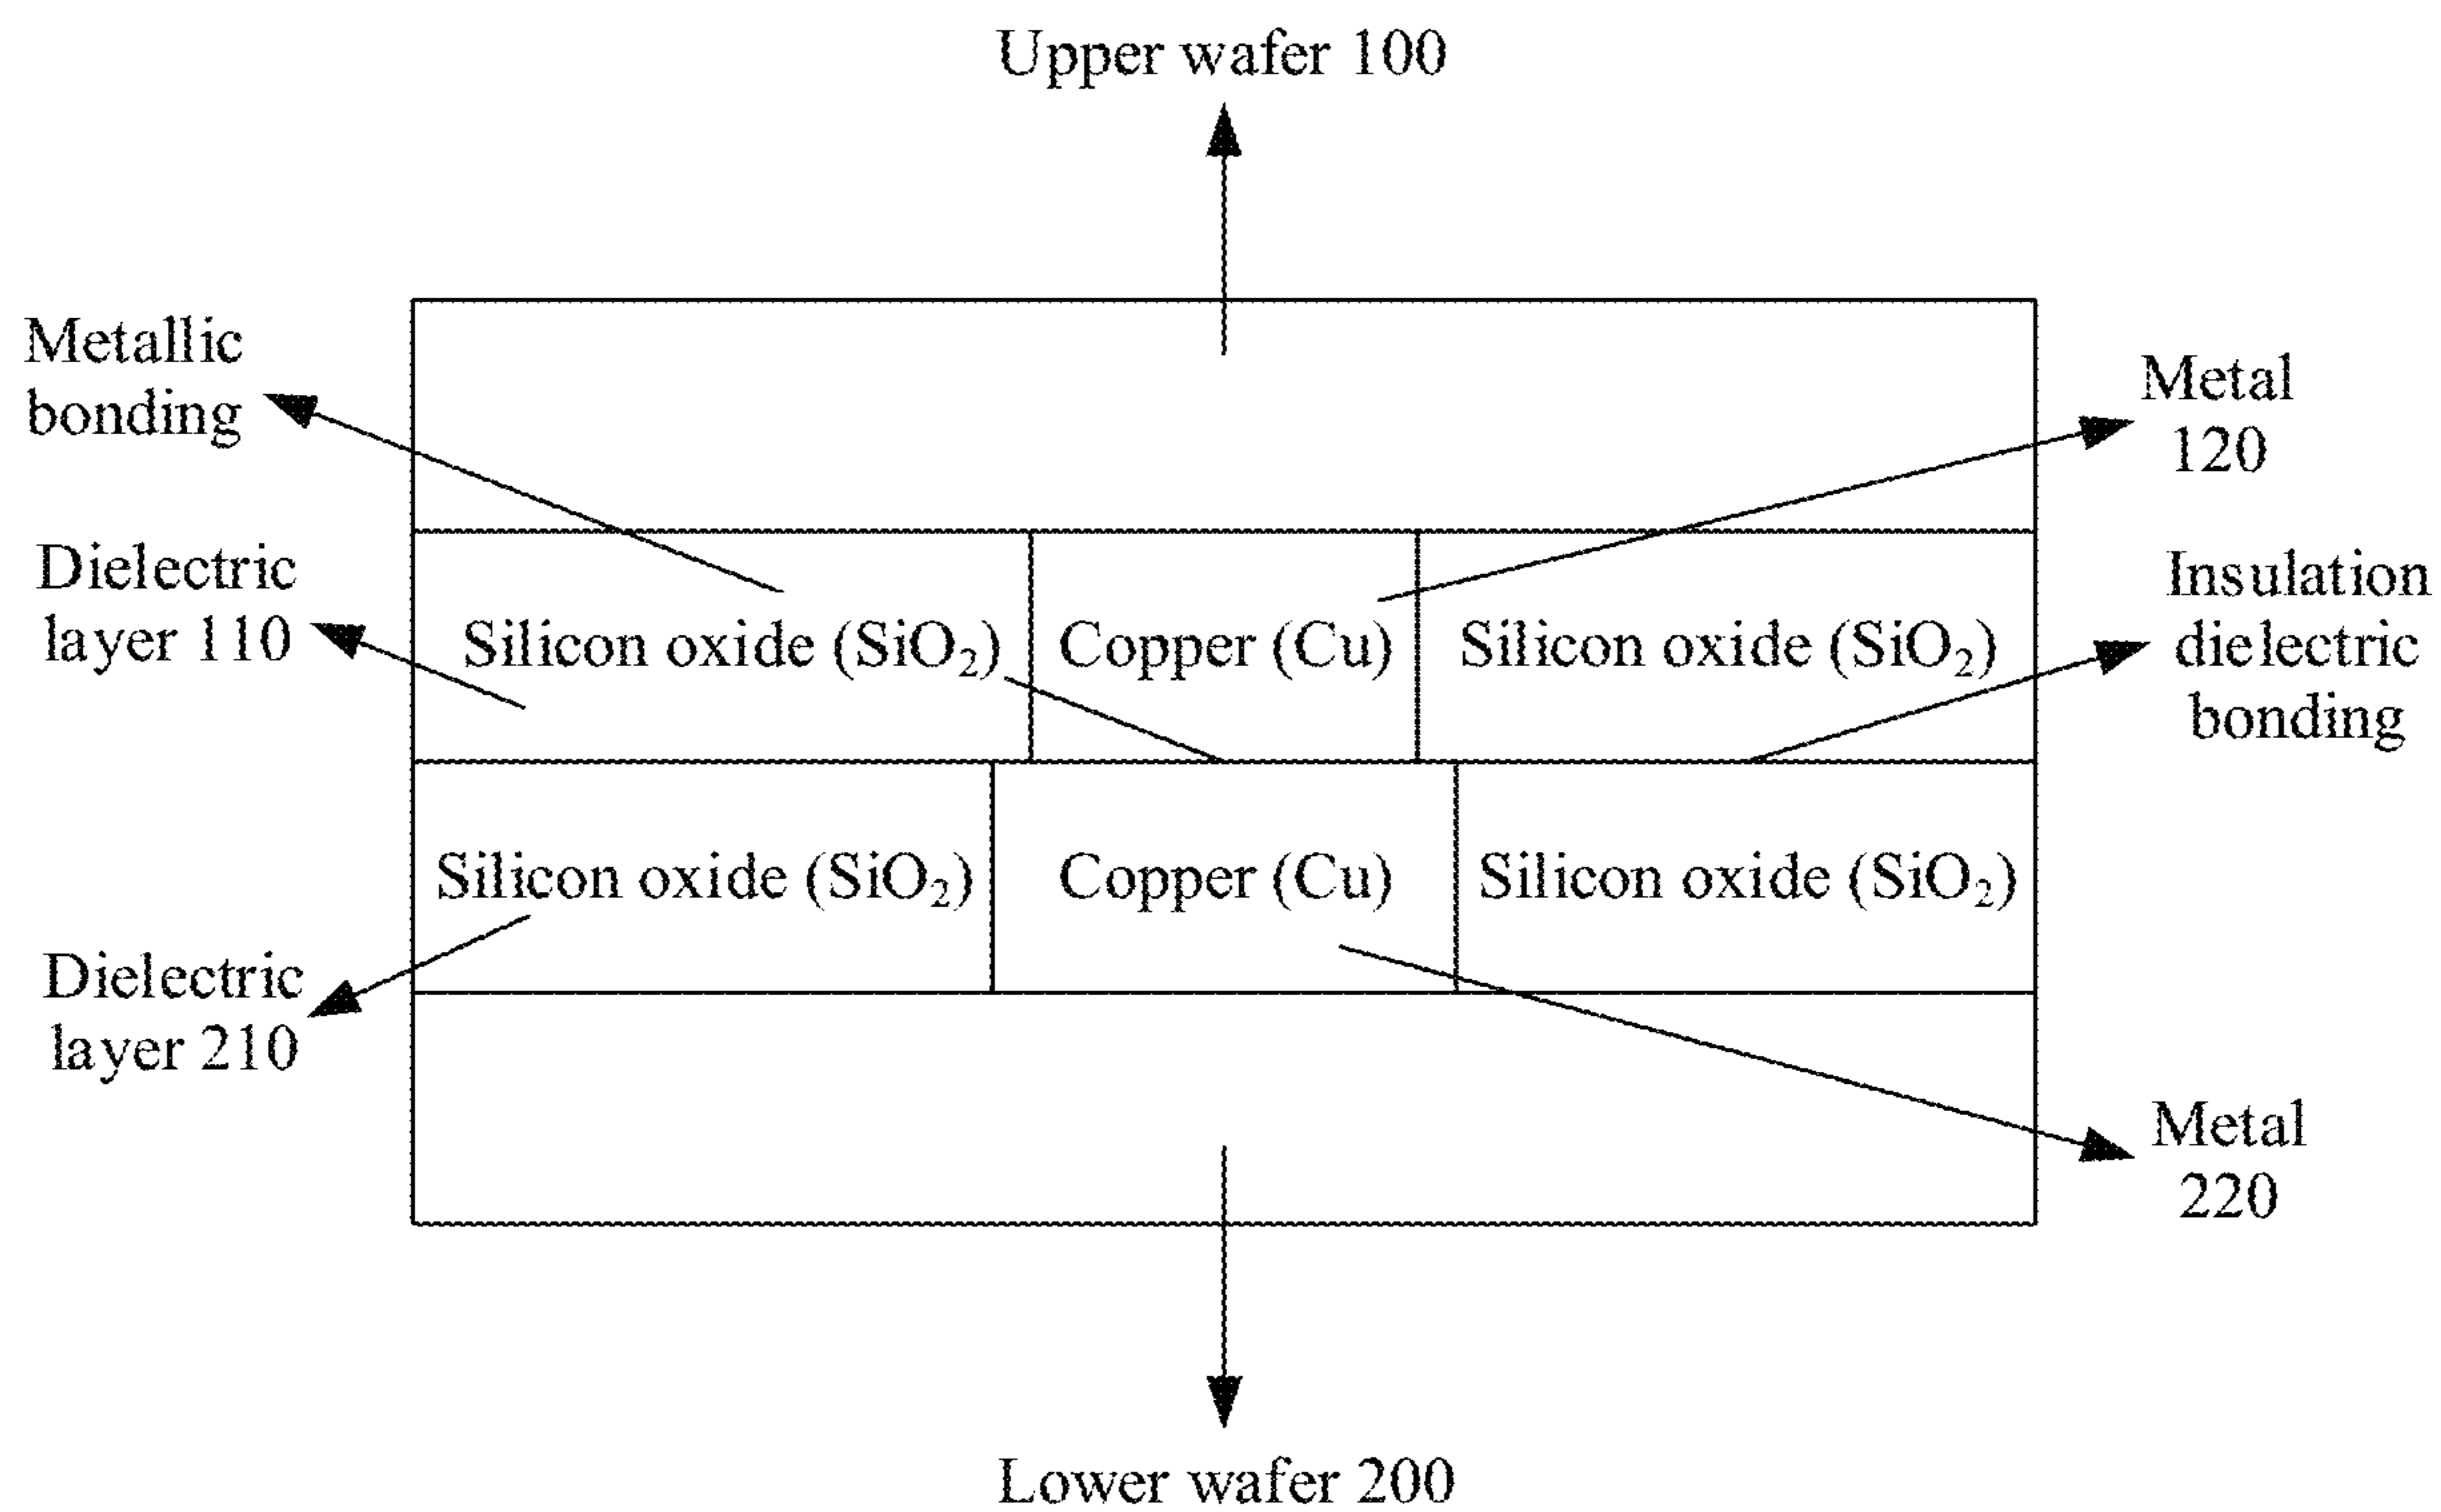 Upper wafer 100
Metallic
bonding
Metal
120
Dielectric
layer 110
Silicon oxide (SiO₂)
Copper (Cu)
Silicon oxide (SiO₂)
Insulation
dielectric
bonding
Silicon oxide (SiO₂)
Copper (Cu)
Silicon oxide (SiO₂)
Dielectric
layer 210
Metal
220
Lower wafer 200